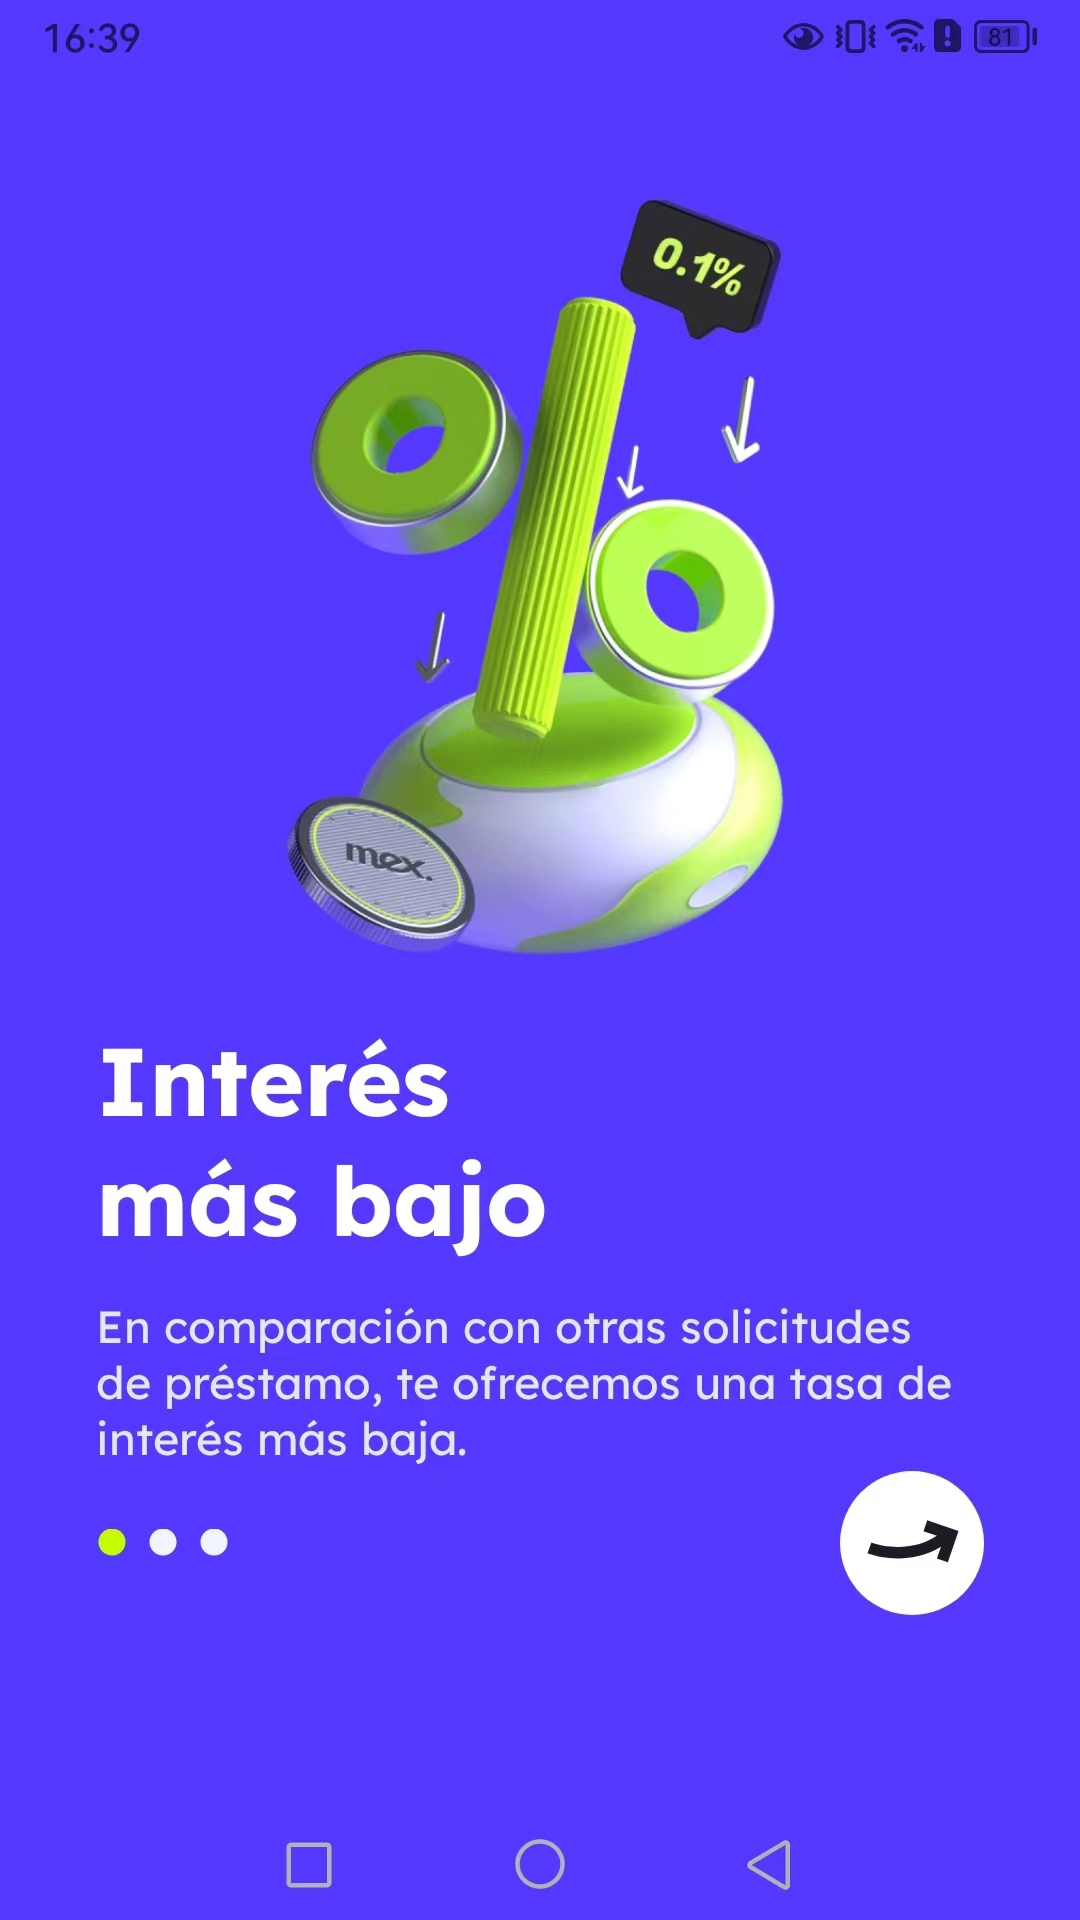 16:39
81
0.1%
mex.
Interés
más bajo
En comparación con otras solicitudes
de préstamo, te ofrecemos una tasa de
interés más baja.